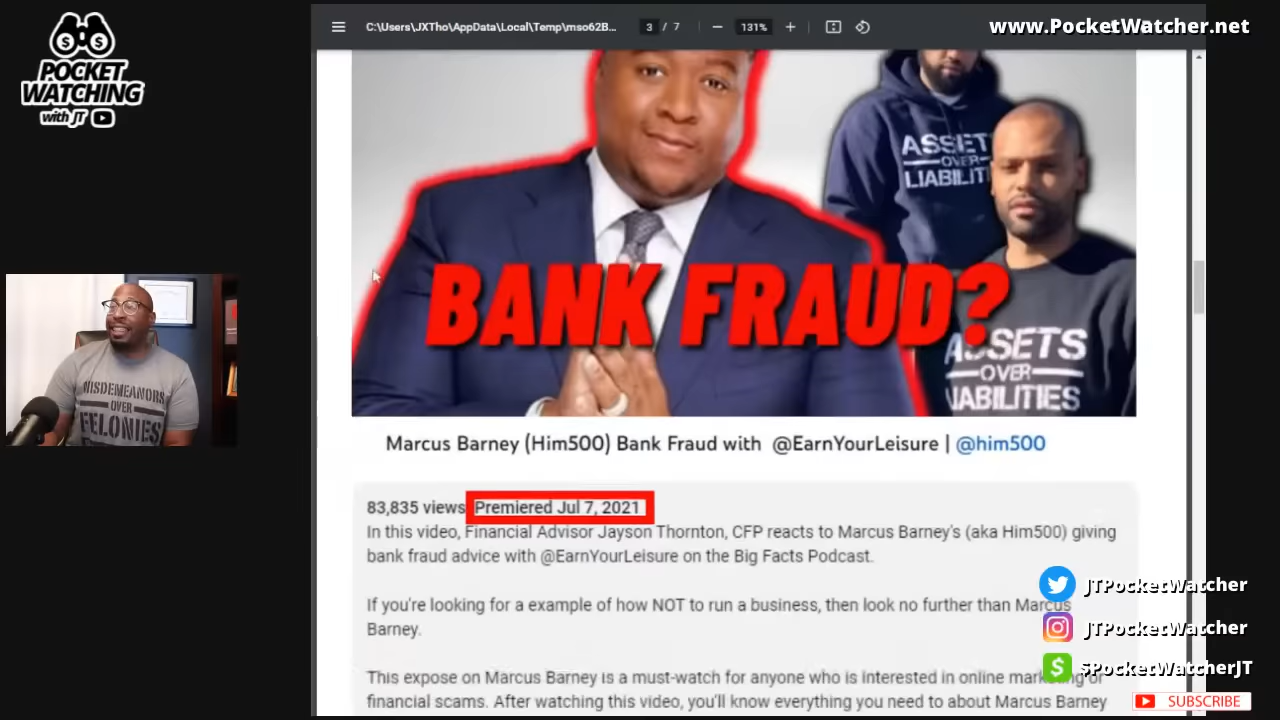 C:\Users\JXTho\AppData\Local\Temp\mso62B... 3 / 7 131%
www.PocketWatcher.net
POCKET
WATCHING
with JT
ASSET
OVER
LIABILIT
BANK FRAUD?
ASSETS
OVER
LIABILITIES
MISDEMEANORS
OVER
FELONIES
Marcus Barney (Him500) Bank Fraud with @EarnYourLeisure | @him500
83,835 views Premiered Jul 7, 2021
In this video, Financial Advisor Jayson Thornton, CFP reacts to Marcus Barney's (aka Him500) giving
bank fraud advice with @EarnYourLeisure on the Big Facts Podcast.
If you're looking for a example of how NOT to run a business, then look no further than Marcus
Barney.
This expose on Marcus Barney is a must-watch for anyone who is interested in online marketing or
financial scams. After watching this video, you'll know everything you need to about Marcus Barney
JTPocketWatcher
JTPocketWatcher
$PocketWatcherJT
SUBSCRIBE